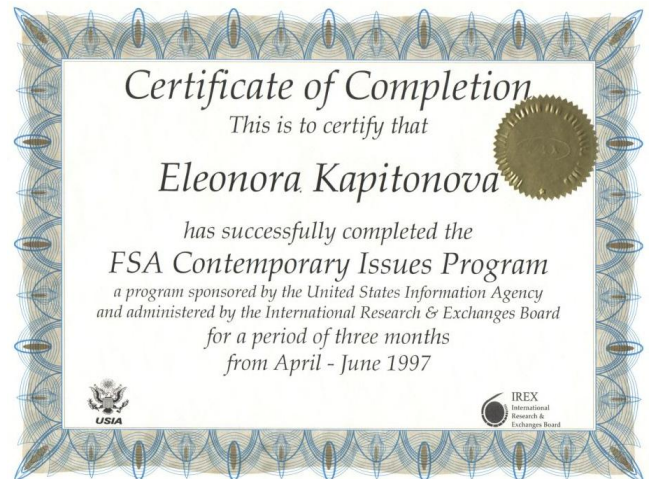 Certificate of Completion
This is to certify that
Eleonora Kapitonova
has successfully completed the
FSA Contemporary Issues Program
a program sponsored by the United States Information Agency
and administered by the International Research & Exchanges Board
for a period of three months
from April - June 1997
USIA
IREX
International
Research &
Exchanges Board